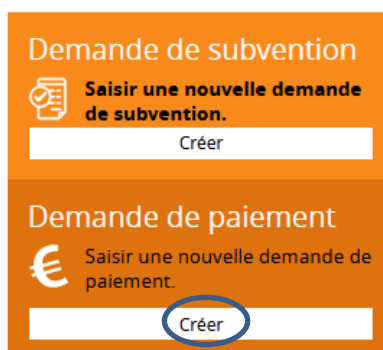 Demande de subvention
Saisir une nouvelle demande
de subvention.
Créer
Demande de paiement
€
Saisir une nouvelle demande de
paiement.
Créer